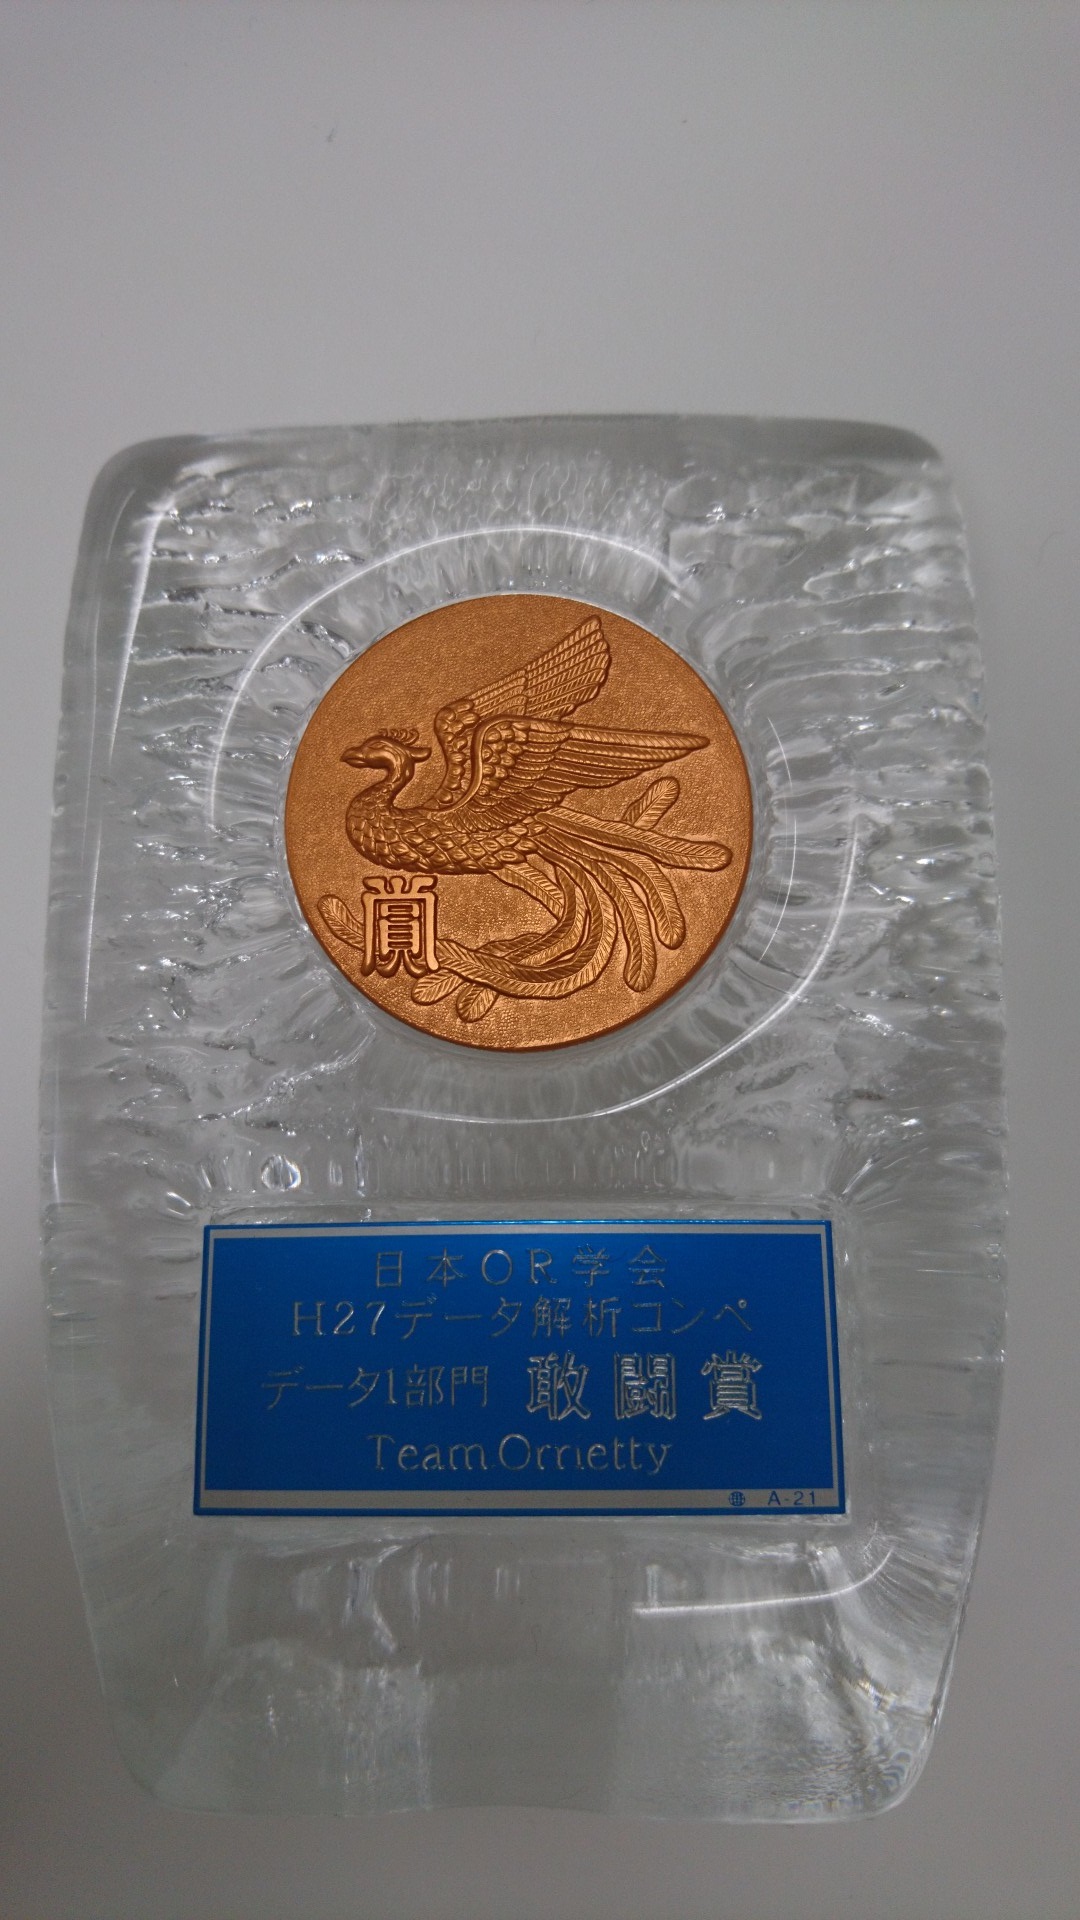 賞
日本OR学会
H27データ解析コンペ
データ1部門 敢闘賞
Team Orrietty
A-21